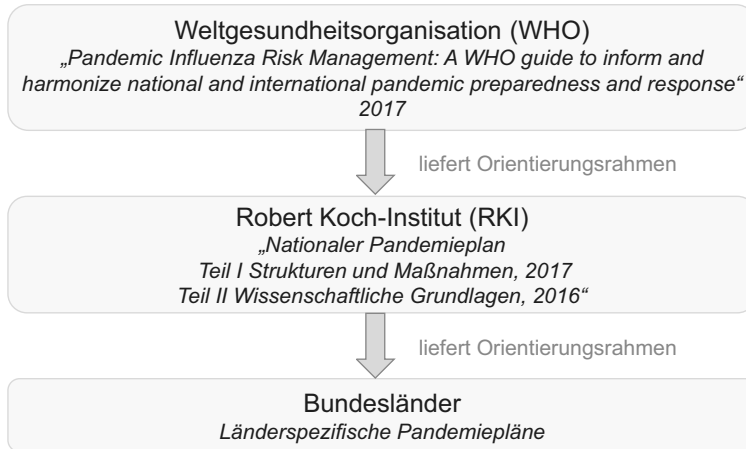 Weltgesundheitsorganisation (WHO)
„Pandemic Influenza Risk Management: A WHO guide to inform and
harmonize national and international pandemic preparedness and response“
2017
liefert Orientierungsrahmen
Robert Koch-Institut (RKI)
„Nationaler Pandemieplan
Teil I Strukturen und Maßnahmen, 2017
Teil II Wissenschaftliche Grundlagen, 2016“
liefert Orientierungsrahmen
Bundesländer
Länderspezifische Pandemiepläne